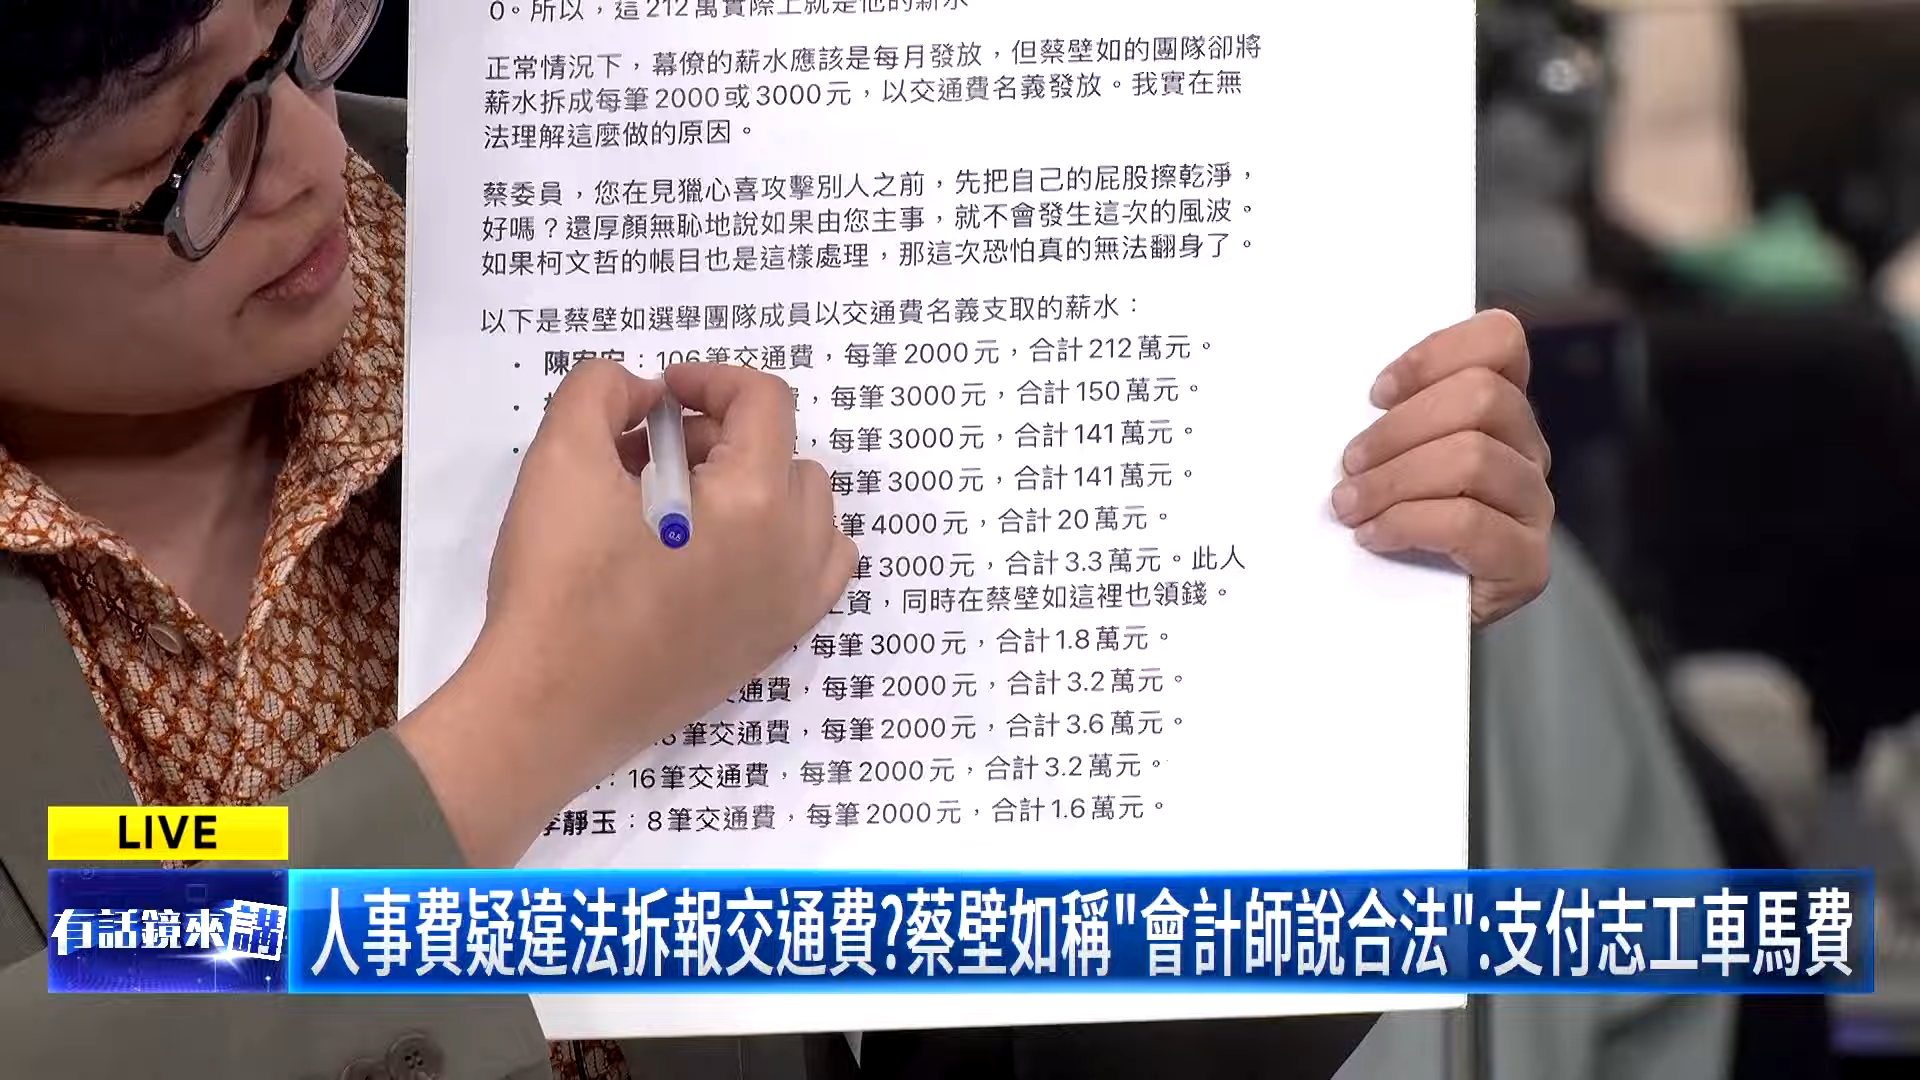 0。所以,這212萬實際上就是他的薪水
正常情況下,幕僚的薪水應該是每月發放,但蔡壁如的團隊卻將
薪水拆成每筆2000或3000元,以交通費名義發放。我實在無
法理解這麼做的原因。
蔡委員,您在見獵心喜攻擊別人之前,先把自己的屁股擦乾淨,
好嗎?還厚顏無恥地說如果由您主事,就不會發生這次的風波。
如果柯文哲的帳目也是這樣處理,那這次恐怕真的無法翻身了。
以下是蔡壁如選舉團隊成員以交通費名義支取的薪水:
• 陳宏安:106筆交通費,每筆2000元,合計212萬元。
,每筆3000元,合計150萬元。
,每筆3000元,合計141萬元。
每筆3000元,合計141萬元。
筆4000元,合計20萬元。
筆3000元,合計3.3萬元。此人
資,同時在蔡壁如這裡也領錢。
,每筆3000元,合計1.8萬元。
交通費,每筆2000元,合計3.2萬元。
筆交通費,每筆2000元,合計3.6萬元。
:16筆交通費,每筆2000元,合計3.2萬元。
李靜玉:8筆交通費,每筆2000元,合計1.6萬元。
0.5
LIVE
有話鏡來講
人事費疑違法拆報交通費?蔡壁如稱"會計師說合法":支付志工車馬費